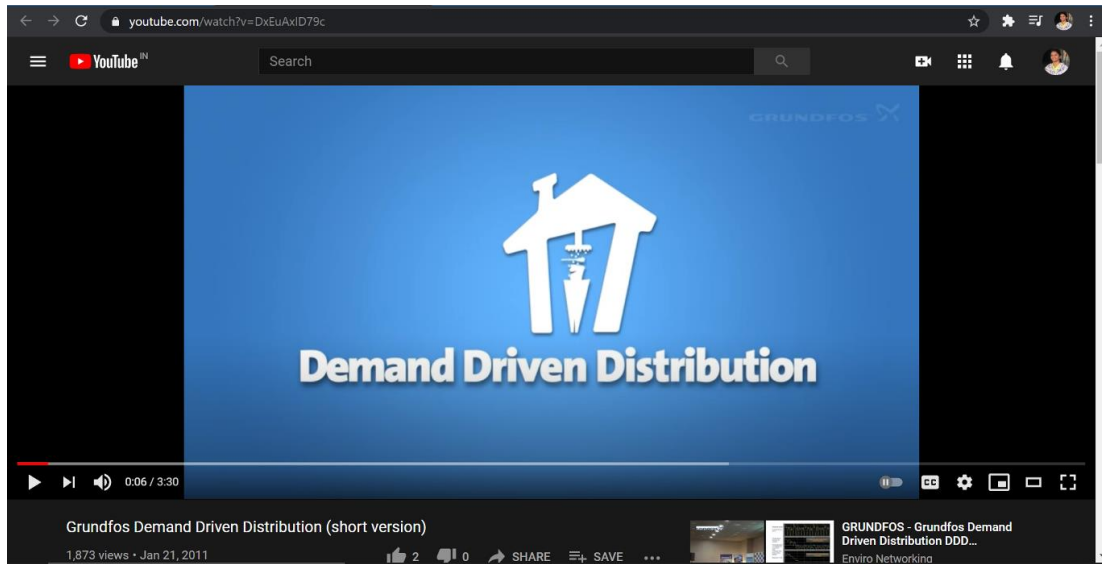 youtube.com/watch?v=DxEuAxID79c
YouTube IN
Search
GRUNDFOS
Demand Driven Distribution
0:06 / 3:30
CC
Grundfos Demand Driven Distribution (short version)
1,873 views • Jan 21, 2011
2
0
SHARE
SAVE
GRUNDFOS - Grundfos Demand
Driven Distribution DDD...
Enviro Networking